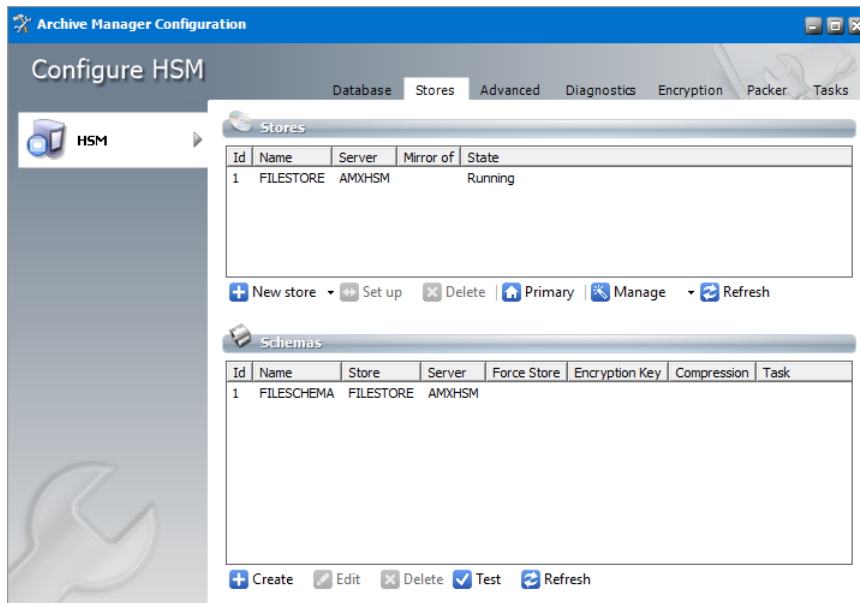 Archive Manager Configuration
Configure HSM
Database Stores Advanced Diagnostics Encryption Packer Tasks
HSM
Stores
Id Name Server Mirror of State
1 FILESTORE AMXHSM Running
New store Set up Delete Primary Manage Refresh
Schemas
Id Name Store Server Force Store Encryption Key Compression Task
1 FILESCHEMA FILESTORE AMXHSM
Create Edit Delete Test Refresh